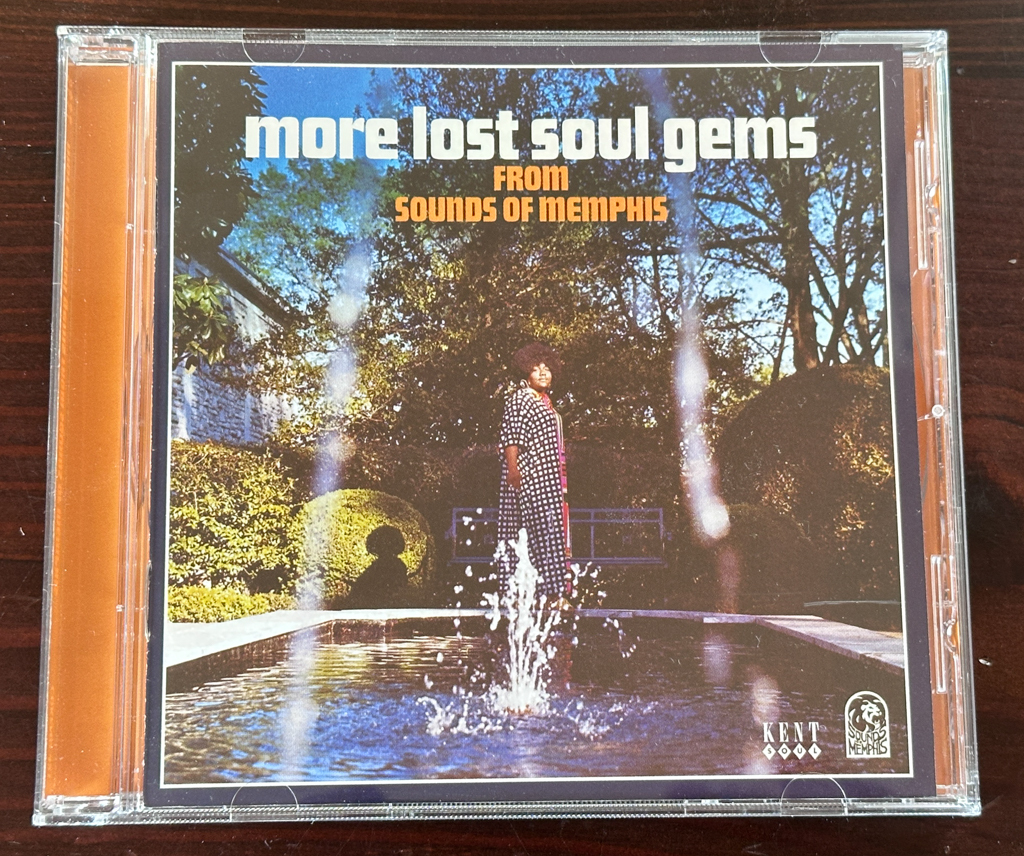 more lost soul gems
FROM
SOUNDS OF MEMPHIS
KENT
SOUL
SOUNDS
OF
MEMPHIS